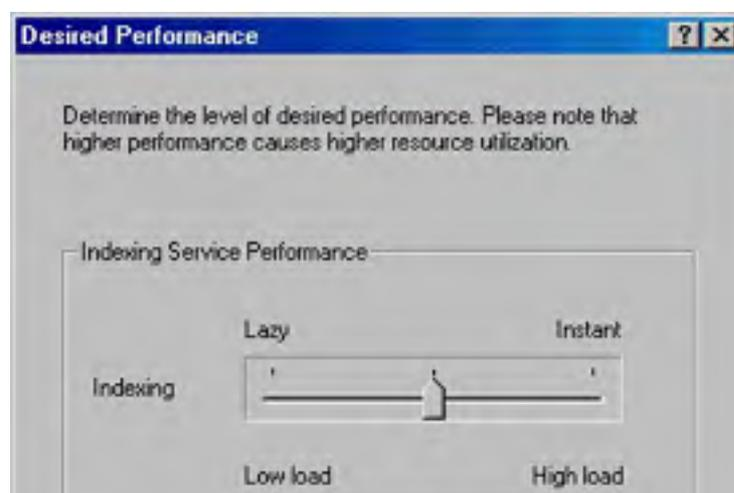 Desired Performance
Determine the level of desired performance. Please note that
higher performance causes higher resource utilization.
Indexing Service Performance
Lazy Instant
Indexing
Low load High load